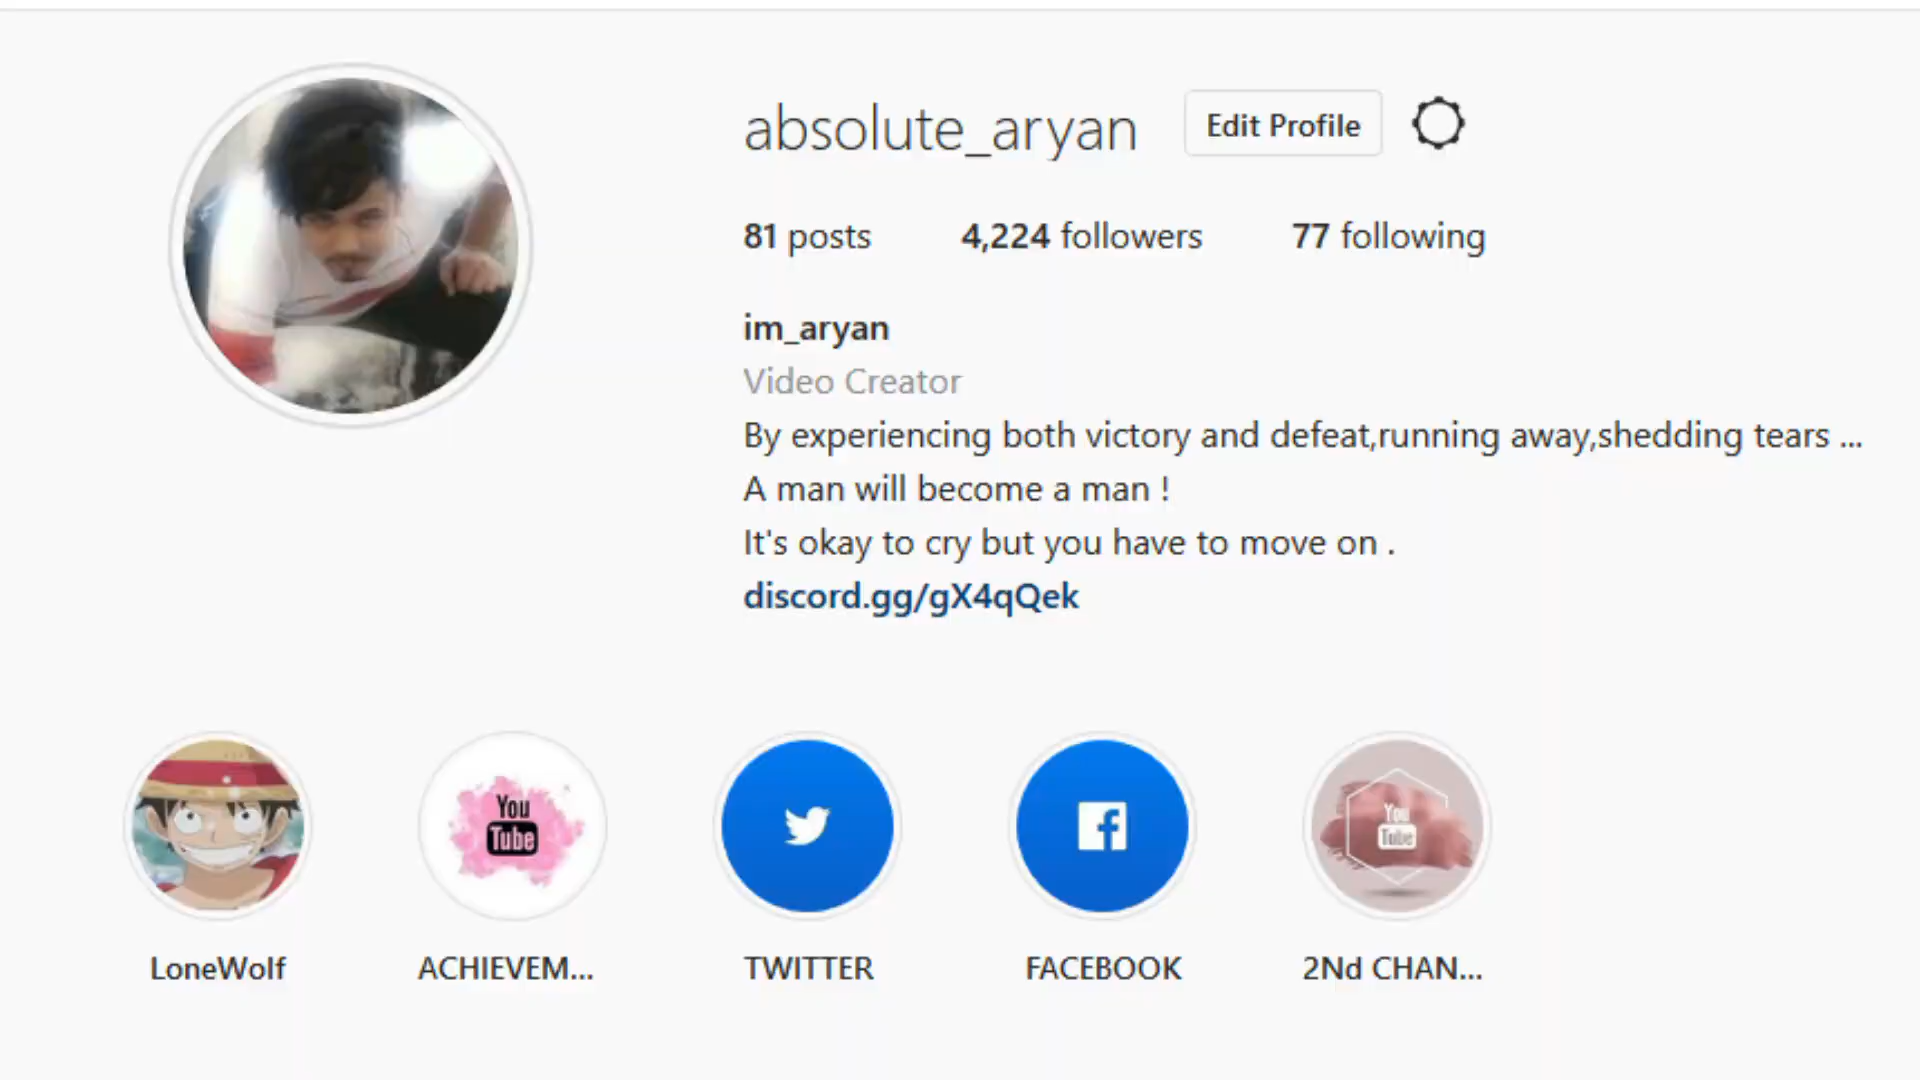 absolute_aryan Edit Profile
81 posts 4,224 followers 77 following
im_aryan
Video Creator
By experiencing both victory and defeat,running away,shedding tears ...
A man will become a man !
It's okay to cry but you have to move on .
discord.gg/gX4qQek
You
Tube
You
Tube
LoneWolf ACHIEVEM... TWITTER FACEBOOK 2Nd CHAN...